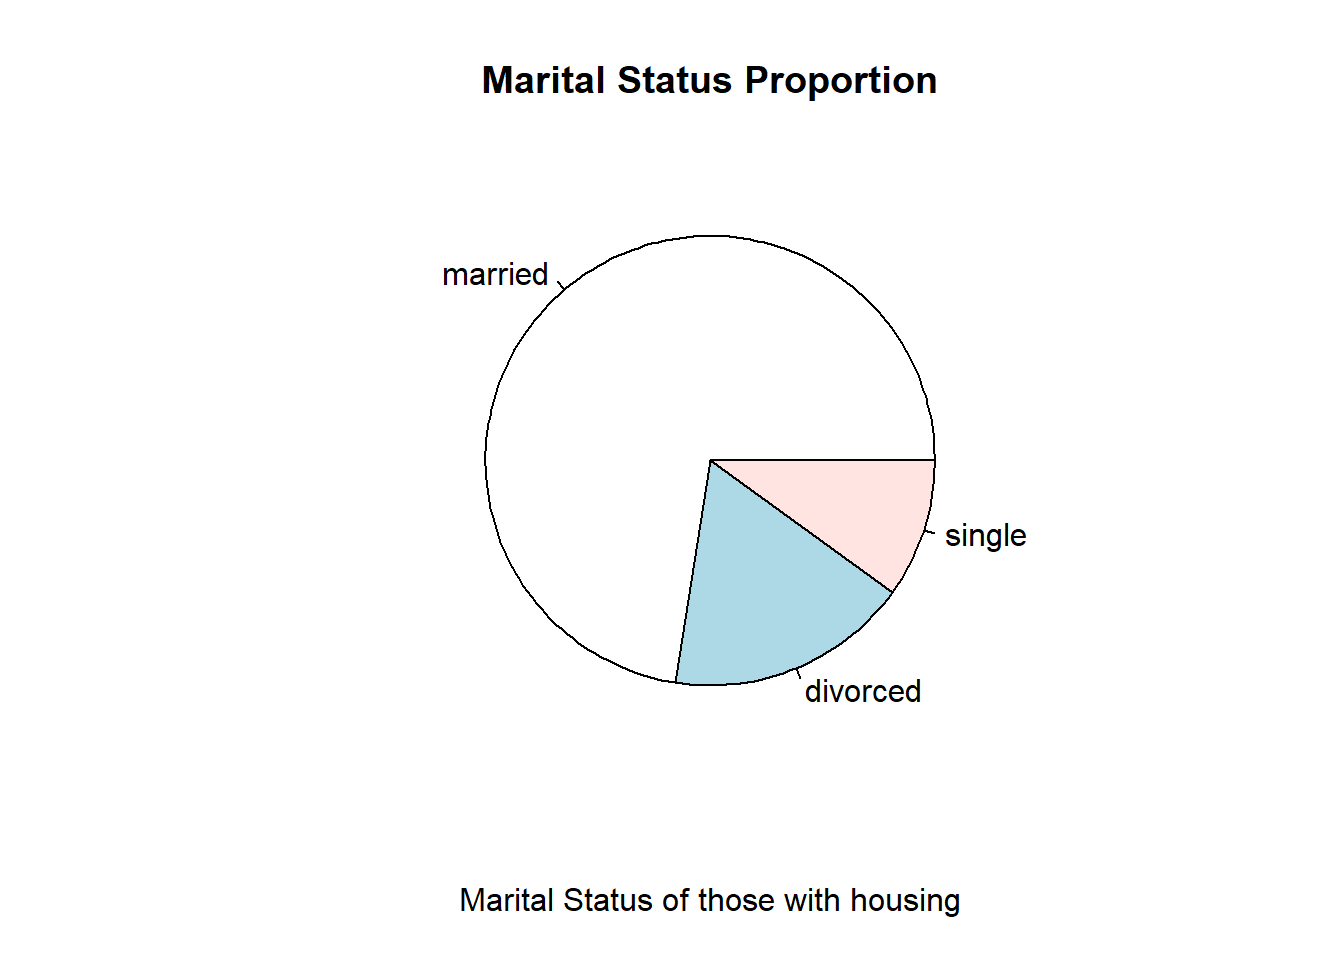 Marital Status Proportion
married
single
divorced
Marital Status of those with housing